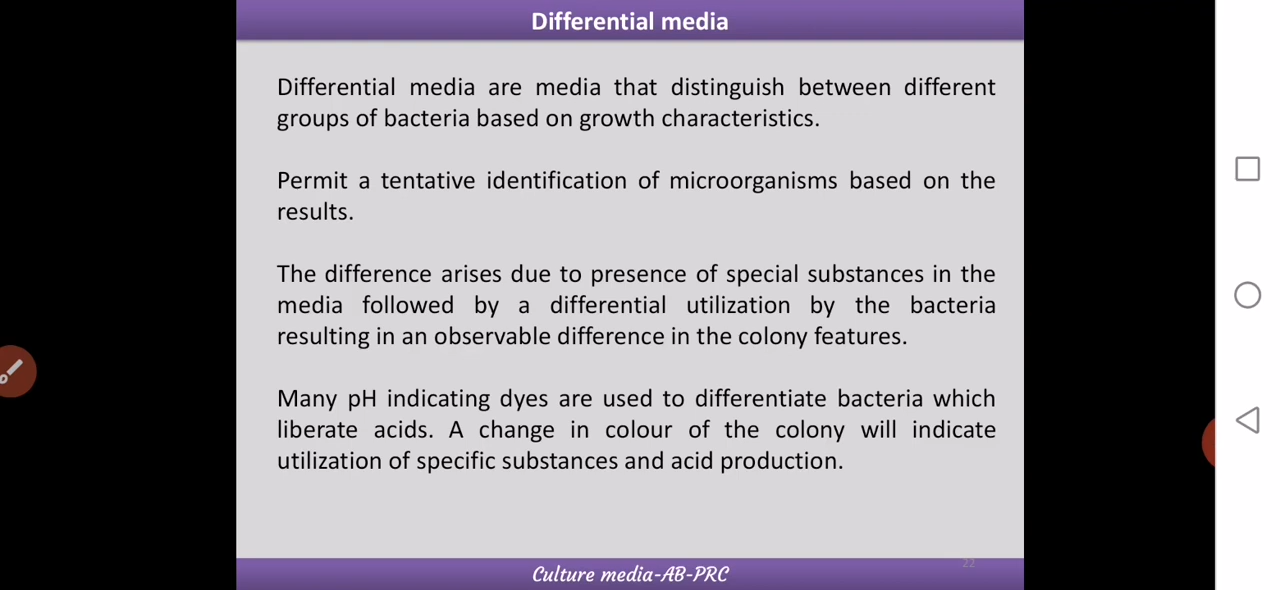 Differential media
Differential media are media that distinguish between different
groups of bacteria based on growth characteristics.
Permit a tentative identification of microorganisms based on the
results.
The difference arises due to presence of special substances in the
media followed by a differential utilization by the bacteria
resulting in an observable difference in the colony features.
Many pH indicating dyes are used to differentiate bacteria which
liberate acids. A change in colour of the colony will indicate
utilization of specific substances and acid production.
22
Culture media-AB-PRC